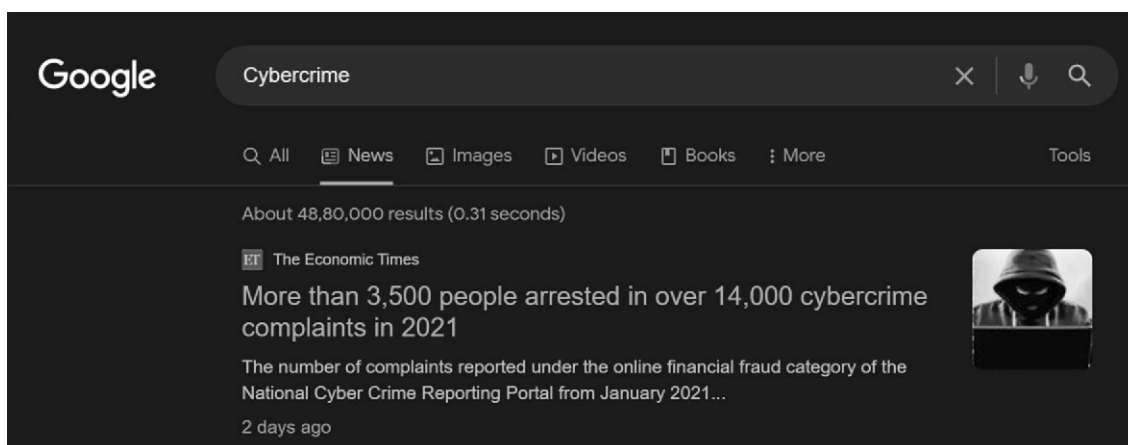 Google
Cybercrime
All News Images Videos Books More Tools
About 48,80,000 results (0.31 seconds)
ET The Economic Times
More than 3,500 people arrested in over 14,000 cybercrime
complaints in 2021
The number of complaints reported under the online financial fraud category of the
National Cyber Crime Reporting Portal from January 2021...
2 days ago